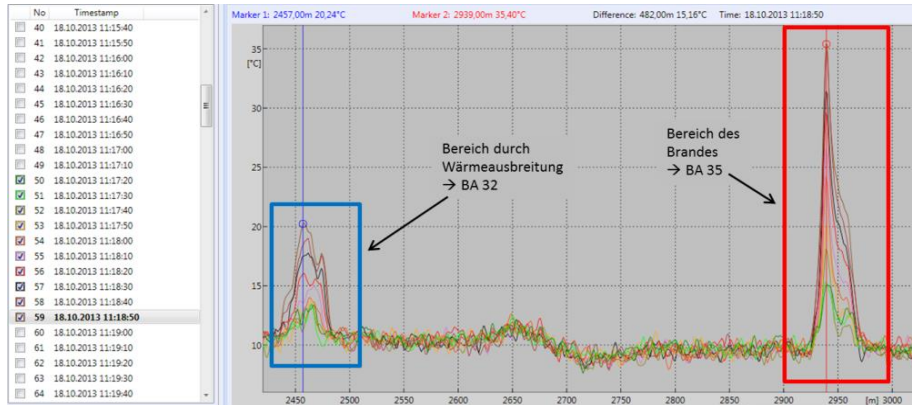 No Timestamp
40 18.10.2013 11:15:40
41 18.10.2013 11:15:50
42 18.10.2013 11:16:00
43 18.10.2013 11:16:10
44 18.10.2013 11:16:20
45 18.10.2013 11:16:30
46 18.10.2013 11:16:40
47 18.10.2013 11:16:50
48 18.10.2013 11:17:00
49 18.10.2013 11:17:10
50 18.10.2013 11:17:20
51 18.10.2013 11:17:30
52 18.10.2013 11:17:40
53 18.10.2013 11:17:50
54 18.10.2013 11:18:00
55 18.10.2013 11:18:10
56 18.10.2013 11:18:20
57 18.10.2013 11:18:30
58 18.10.2013 11:18:40
59 18.10.2013 11:18:50
60 18.10.2013 11:19:00
61 18.10.2013 11:19:10
62 18.10.2013 11:19:20
63 18.10.2013 11:19:30
64 18.10.2013 11:19:40
Marker 1: 2457,00m 20,24°C Marker 2: 2939,00m 35,40°C Difference: 482,00m 15,16°C Time: 18.10.2013 11:18:50
35
[°C]
30
25
20
15
10
Bereich durch
Wärmeausbreitung
→ BA 32
Bereich des
Brandes
→ BA 35
2450 2500 2550 2600 2650 2700 2750 2800 2850 2900 2950 [m] 3000